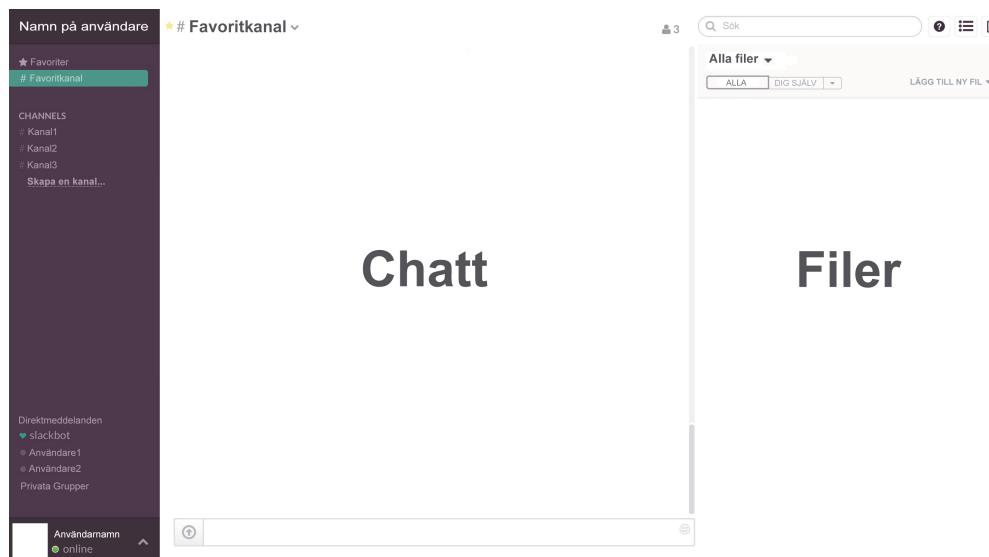 Namn på användare
Favoriter
# Favoritkanal
CHANNELS
# Kanal1
# Kanal2
# Kanal3
Skapa en kanal...
Direktmeddelanden
slackbot
Användare1
Användare2
Privata Grupper
Användarnamn
online
# Favoritkanal
3
Chatt
Sök
?
Alla filer
ALLA
DIG SJÄLV
LÄGG TILL NY FIL
Filer